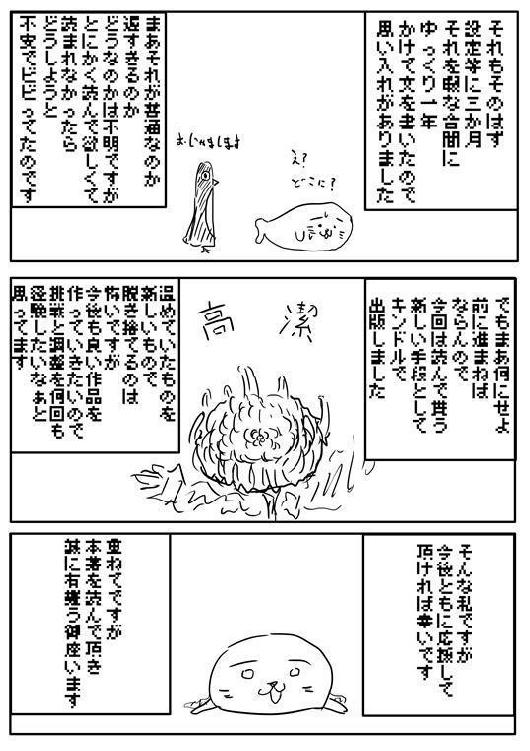 それもそのはず
設定等に三か月
それを暇な合間に
ゆっくり一年
かけて文を書いたので
思い入れがありました
え?
どこに?
おじゃまします
まあそれが普通なのか
遅すぎるのか
どうなのかは不明ですが
とにかく読んで欲しくて
読まれなかったら
どうしようと
不安でビビってたのです
でもまあ何にせよ
前に進まねば
ならんので
今回は読んで貰う
新しい手段として
キンドルで
出版しました
高潔
温めていたものを
新しいもので
脱ぎ捨てるのは
怖いですが
今後も良い作品を
作っていきたいので
挑戦と調整を何回も
経験したいなぁと
思ってます
そんな私ですが
今後ともに応援して
頂ければ幸いです
重ねてですが
本著を読んで頂き
誠に有難う御座います